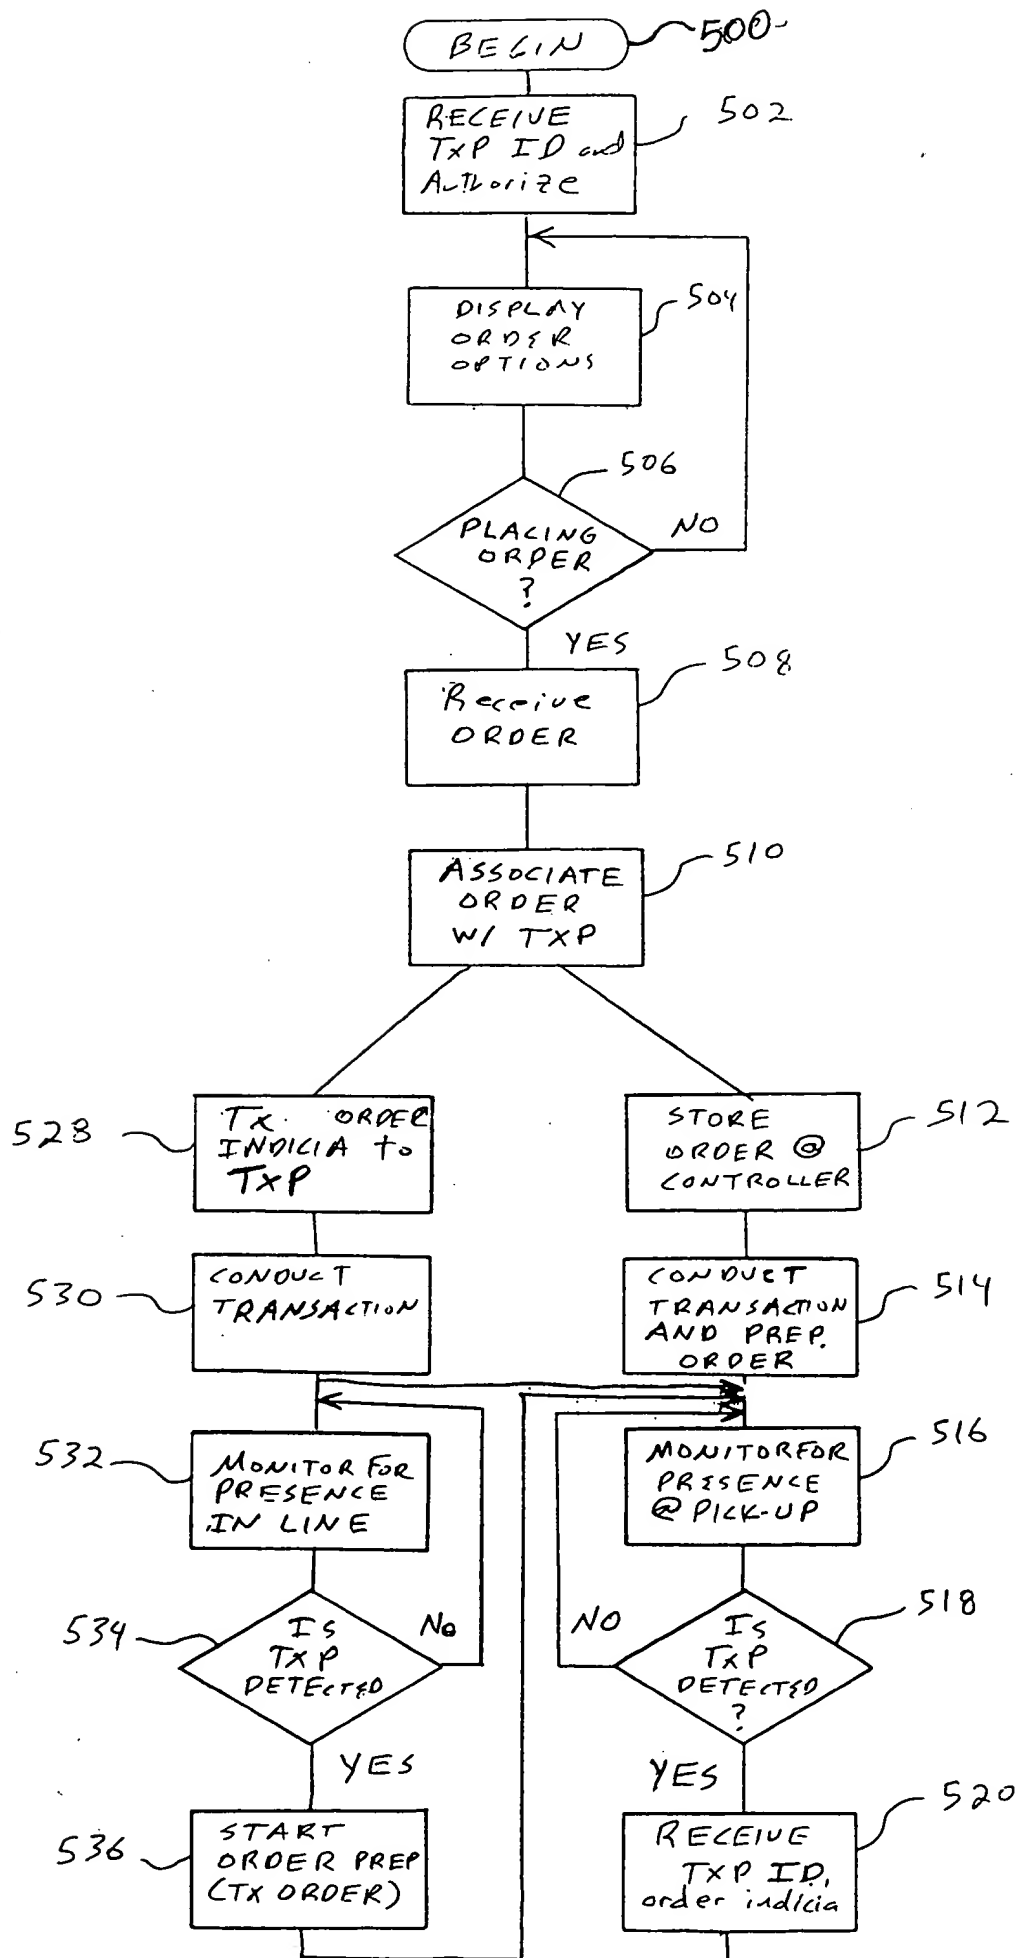 BEGIN
500
RECEIVE
TXP ID and
Authorize
502
DISPLAY
ORDER
OPTIONS
504
506
PLACING
ORDER
?
NO
YES
Receive
ORDER
508
ASSOCIATE
ORDER
W/ TXP
510
528
TX ORDER
INDICIA to
TXP
STORE
ORDER @
CONTROLLER
512
530
CONDUCT
TRANSACTION
CONDUCT
TRANSACTION
AND PREP.
ORDER
514
532
MONITOR FOR
PRESENCE
IN LINE
MONITOR FOR
PRESENCE
@ PICK-UP
516
534
IS
TXP
DETECTED
No
NO
IS
TXP
DETECTED
?
518
YES
YES
536
START
ORDER PREP
(TX ORDER)
RECEIVE
TXP ID,
order indicia
520